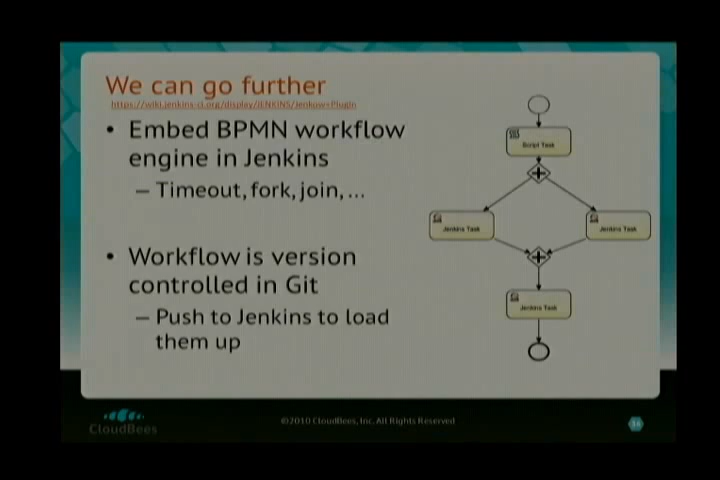 We can go further
https://wiki.jenkins-ci.org/display/JENKINS/Jenkow+Plugin
• Embed BPMN workflow
engine in Jenkins
– Timeout, fork, join, ...
• Workflow is version
controlled in Git
– Push to Jenkins to load
them up
Script Task
Jenkins Task
Jenkins Task
Jenkins Task
CloudBees
©2010 CloudBees, Inc. All Rights Reserved